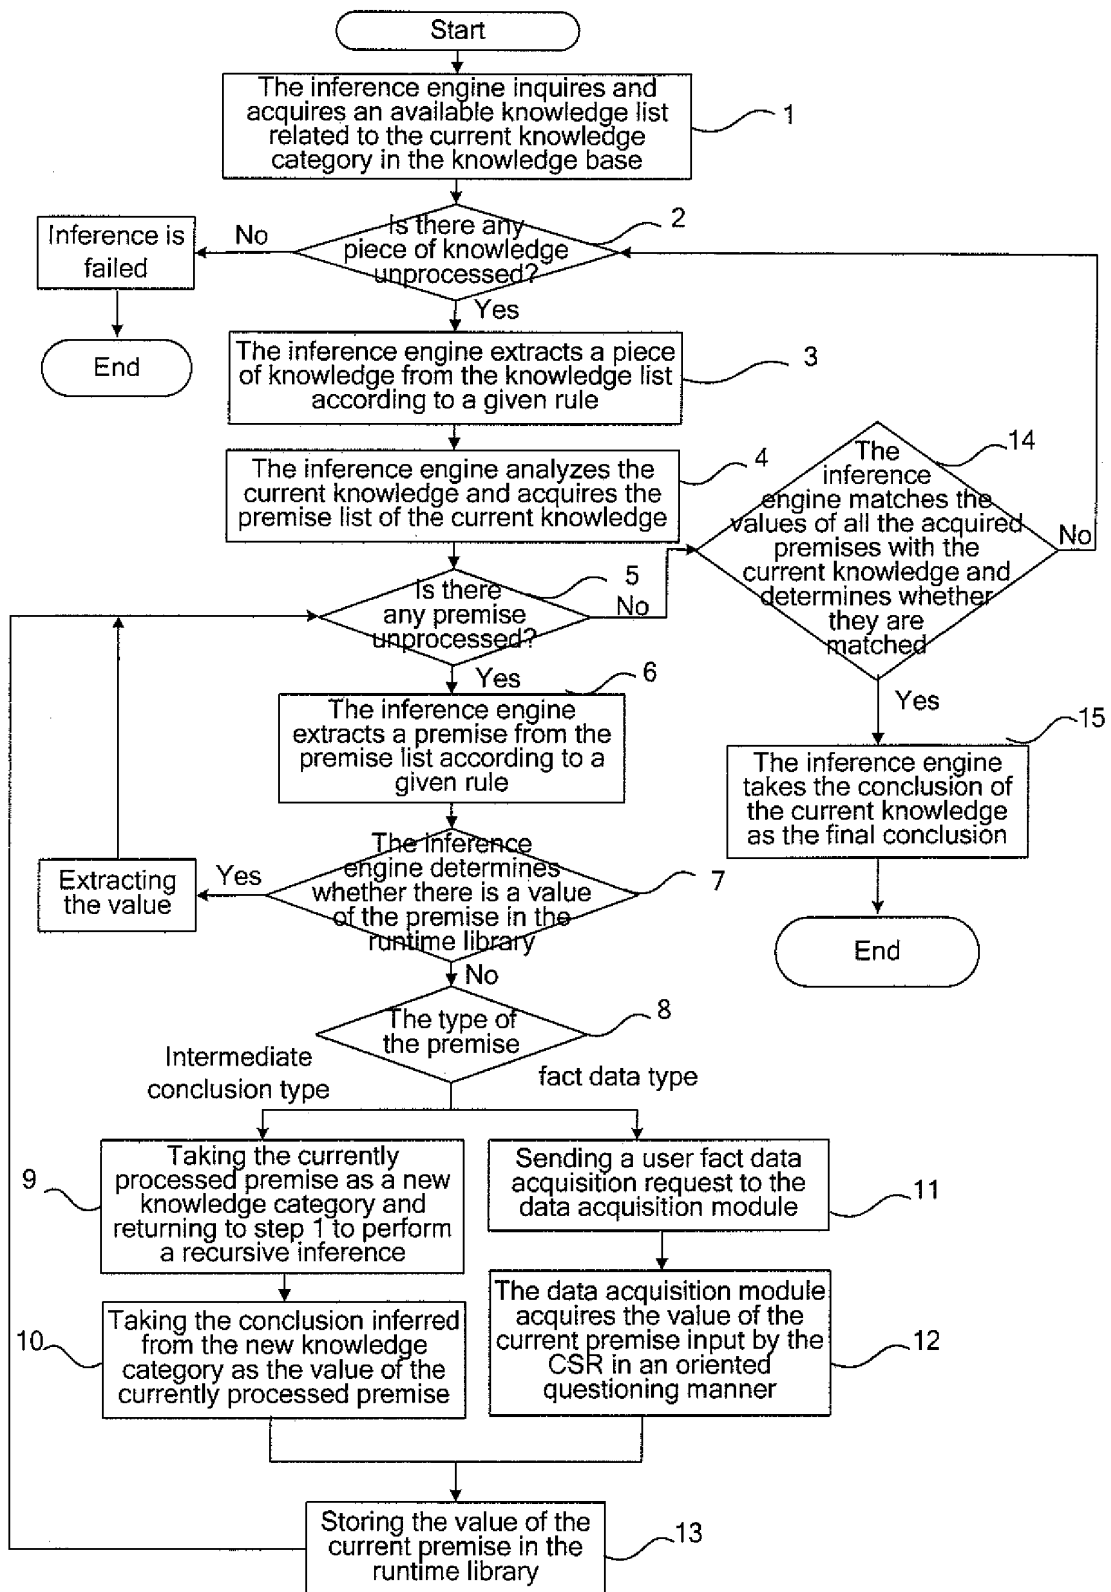 Start
The inference engine inquires and
acquires an available knowledge list
related to the current knowledge
category in the knowledge base
1
Is there any
piece of knowledge
unprocessed?
2
No
Inference is
failed
End
Yes
The inference engine extracts a piece
of knowledge from the knowledge list
according to a given rule
3
The inference engine analyzes the
current knowledge and acquires the
premise list of the current knowledge
4
Is there
any premise
unprocessed?
5
No
The
inference
engine matches the
values of all the acquired
premises with the
current knowledge and
determines whether
they are
matched
14
No
Yes
The inference engine
takes the conclusion of
the current knowledge
as the final conclusion
15
End
Yes
The inference engine
extracts a premise from the
premise list according to a
given rule
6
The inference
engine determines
whether there is a value
of the premise in the
runtime library
7
Yes
Extracting
the value
No
The type of
the premise
8
Intermediate
conclusion type
fact data type
Taking the currently
processed premise as a new
knowledge category and
returning to step 1 to perform
a recursive inference
9
Taking the conclusion inferred
from the new knowledge
category as the value of the
currently processed premise
10
Sending a user fact data
acquisition request to the
data acquisition module
11
The data acquisition module
acquires the value of the
current premise input by the
CSR in an oriented
questioning manner
12
Storing the value of the
current premise in the
runtime library
13